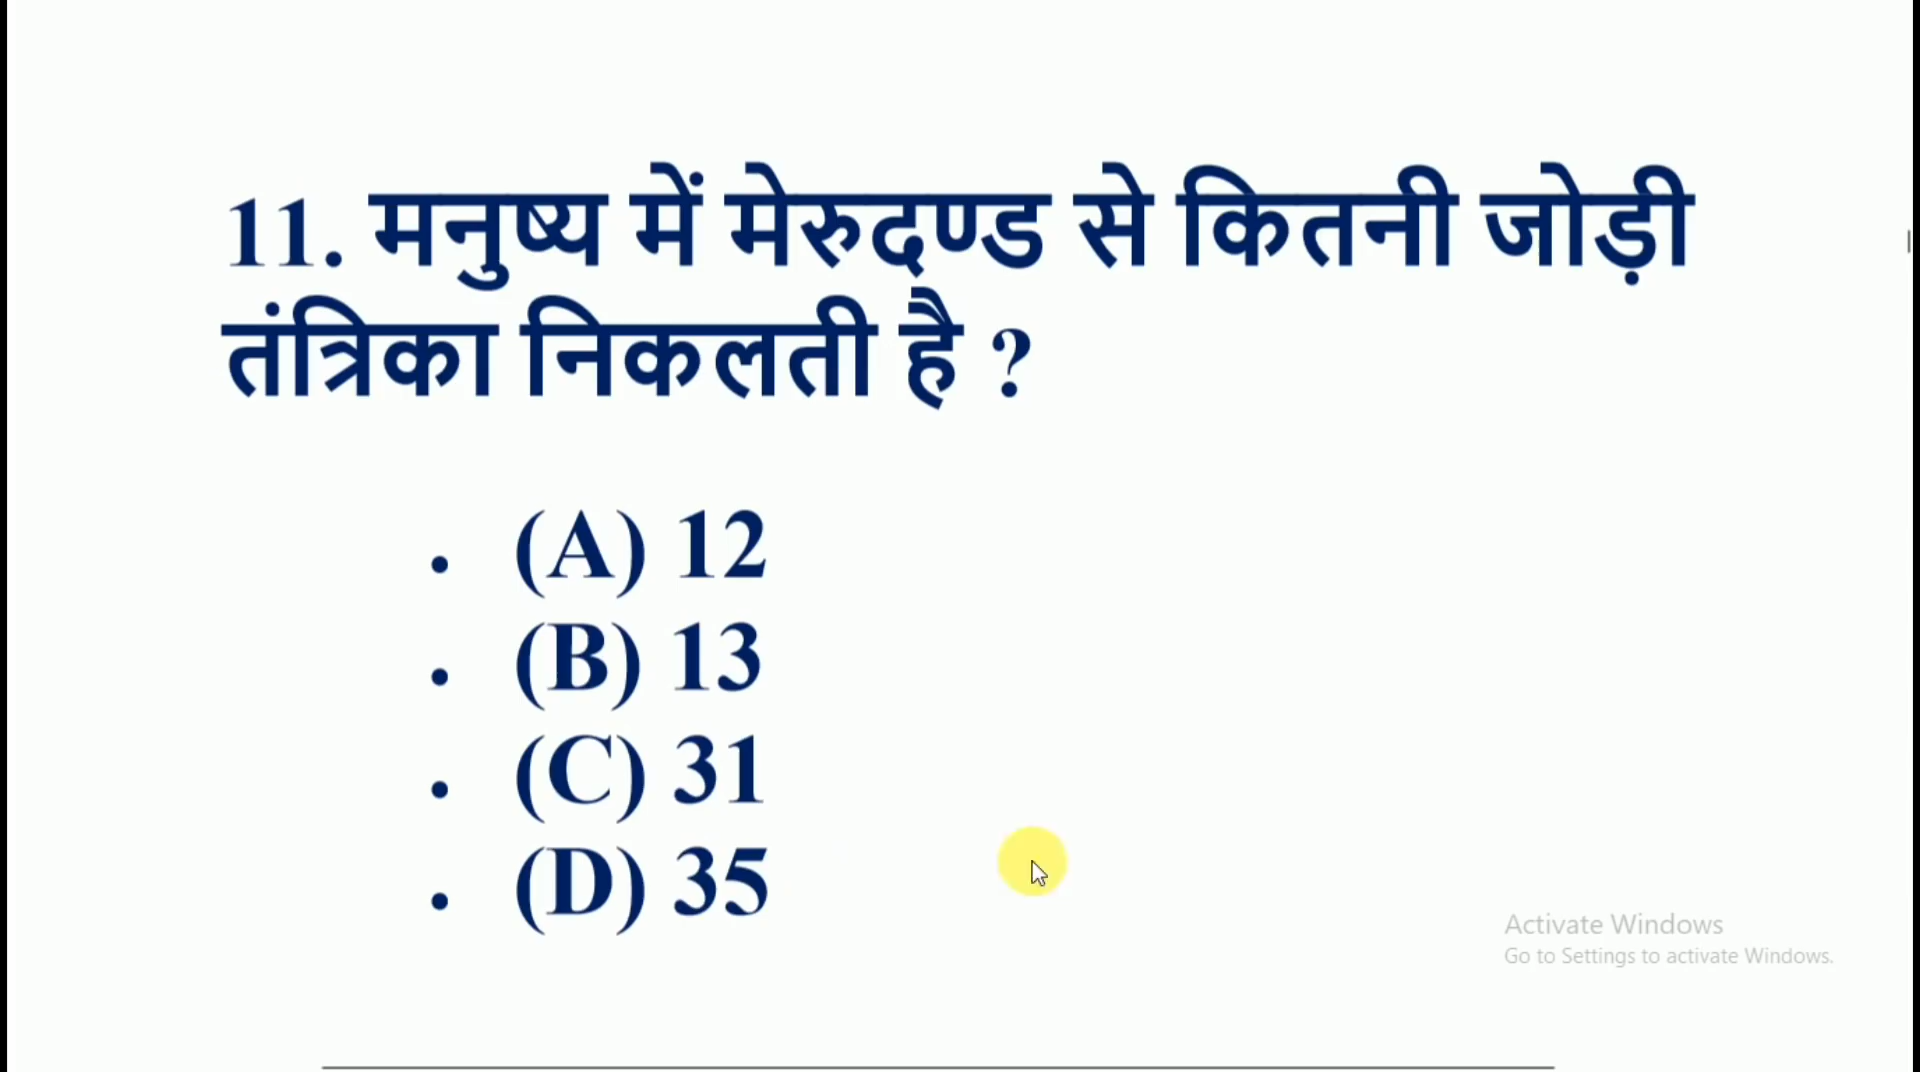 11. मनुष्य में मेरुदण्ड से कितनी जोड़ी
तंत्रिका निकलती है ?
• (A) 12
• (B) 13
• (C) 31
• (D) 35
Activate Windows
Go to Settings to activate Windows.